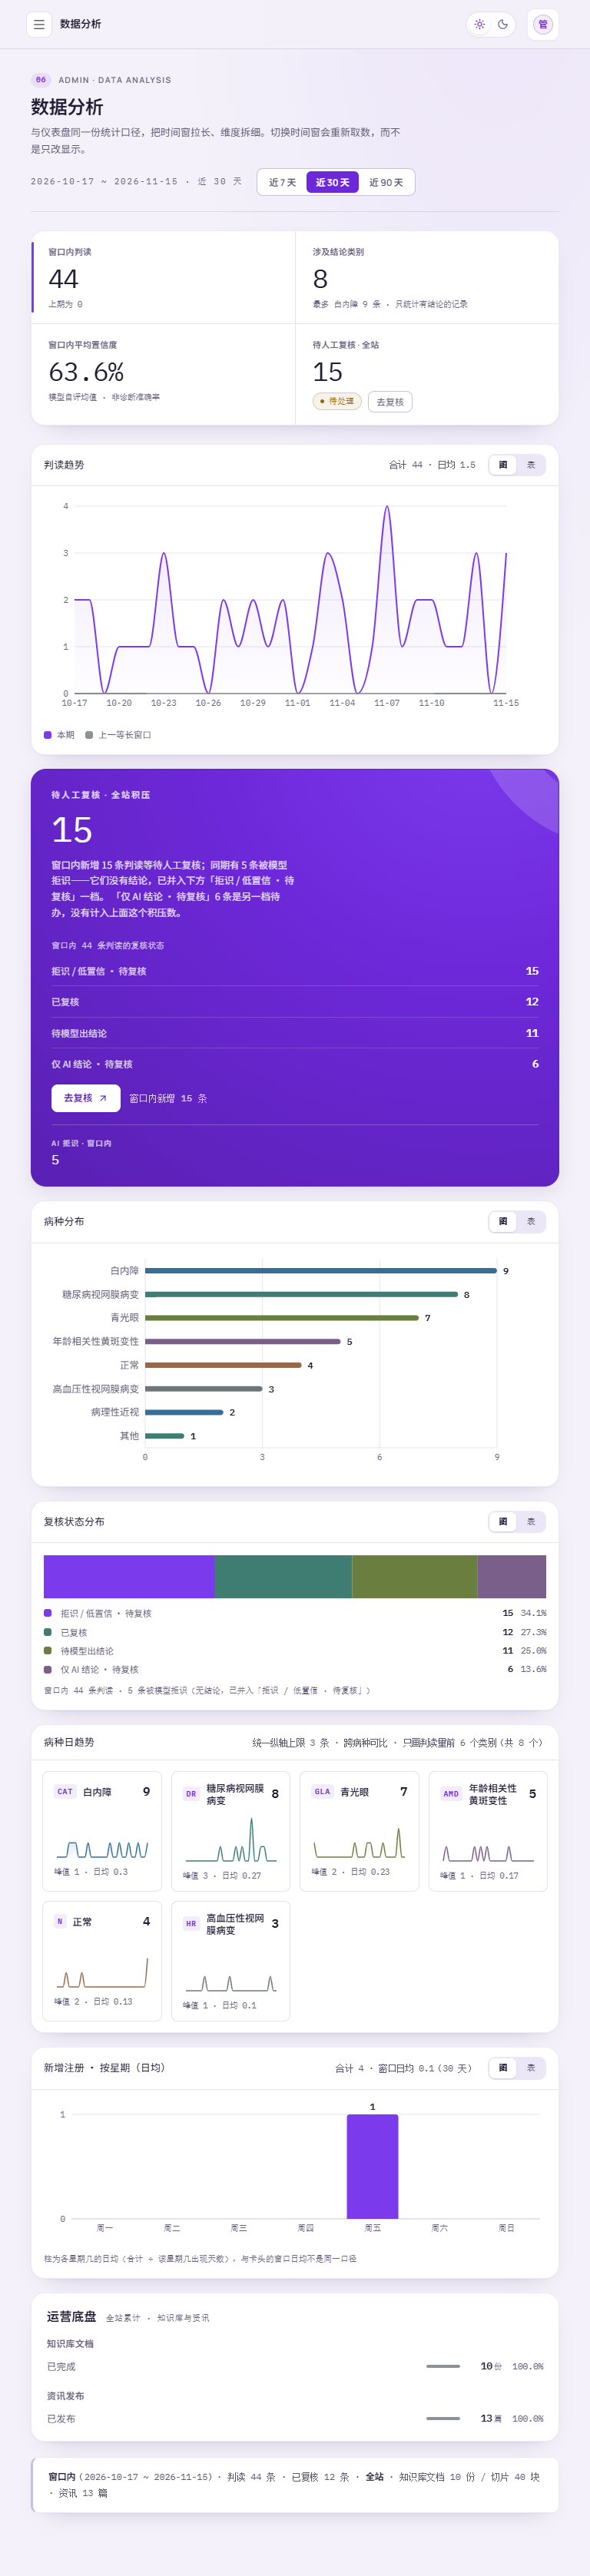 数据分析
管
06 ADMIN · DATA ANALYSIS
数据分析
与仪表盘同一份统计口径，把时间窗拉长、维度拆细。切换时间窗会重新取数，而不
是只改显示。
2026-10-17 ~ 2026-11-15 · 近 30 天
近 7 天 近 30 天 近 90 天
窗口内判读
44
上期为 0
涉及结论类别
8
最多 白内障 9 条 · 只统计有结论的记录
窗口内平均置信度
63.6%
模型自评均值 · 非诊断准确率
待人工复核 · 全站
15
待处理 去复核
判读趋势 合计 44 · 日均 1.5 图 表
4
3
2
1
0
10-17 10-20 10-23 10-26 10-29 11-01 11-04 11-07 11-10 11-15
本期 上一等长窗口
待人工复核 · 全站积压
15
窗口内新增 15 条判读等待人工复核；同期有 5 条被模型
拒识——它们没有结论，已并入下方「拒识 / 低置信 · 待
复核」一档。 「仅 AI 结论 · 待复核」6 条是另一档待
办，没有计入上面这个积压数。
窗口内 44 条判读的复核状态
拒识 / 低置信 · 待复核 15
已复核 12
待模型出结论 11
仅 AI 结论 · 待复核 6
去复核 窗口内新增 15 条
AI 拒识 · 窗口内
5
病种分布 图 表
白内障 9
糖尿病视网膜病变 8
青光眼 7
年龄相关性黄斑变性 5
正常 4
高血压性视网膜病变 3
病理性近视 2
其他 1
0 3 6 9
复核状态分布 图 表
拒识 / 低置信 · 待复核 15 34.1%
已复核 12 27.3%
待模型出结论 11 25.0%
仅 AI 结论 · 待复核 6 13.6%
窗口内 44 条判读 · 5 条被模型拒识（无结论，已并入「拒识 / 低置信 · 待复核」）
病种日趋势 统一纵轴上限 3 条 · 跨病种可比 · 只画判读量前 6 个类别（共 8 个）
CAT 白内障 9
峰值 1 · 日均 0.3
DR 糖尿病视网膜
病变 8
峰值 3 · 日均 0.27
GLA 青光眼 7
峰值 2 · 日均 0.23
AMD 年龄相关性
黄斑变性 5
峰值 1 · 日均 0.17
N 正常 4
峰值 2 · 日均 0.13
HR 高血压性视网
膜病变 3
峰值 1 · 日均 0.1
新增注册 · 按星期（日均） 合计 4 · 窗口日均 0.1（30 天） 图 表
1
1
0
周一 周二 周三 周四 周五 周六 周日
柱为各星期几的日均（合计 ÷ 该星期几出现天数），与卡头的窗口日均不是同一口径
运营底盘 全站累计 · 知识库与资讯
知识库文档
已完成 10 份 100.0%
资讯发布
已发布 13 篇 100.0%
窗口内（2026-10-17 ~ 2026-11-15）· 判读 44 条 · 已复核 12 条 · 全站 · 知识库文档 10 份 / 切片 40 块
· 资讯 13 篇